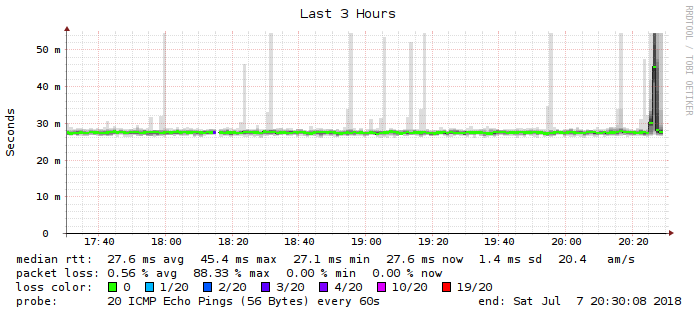 Last 3 Hours
RRDTOOL / TOBI OETIKER
Seconds
50 m
40 m
30 m
20 m
10 m
0
17:40 18:00 18:20 18:40 19:00 19:20 19:40 20:00 20:20
median rtt: 27.6 ms avg 45.4 ms max 27.1 ms min 27.6 ms now 1.4 ms sd 20.4 am/s
packet loss: 0.56 % avg 88.33 % max 0.00 % min 0.00 % now
loss color: 0 1/20 2/20 3/20 4/20 10/20 19/20
probe: 20 ICMP Echo Pings (56 Bytes) every 60s end: Sat Jul 7 20:30:08 2018